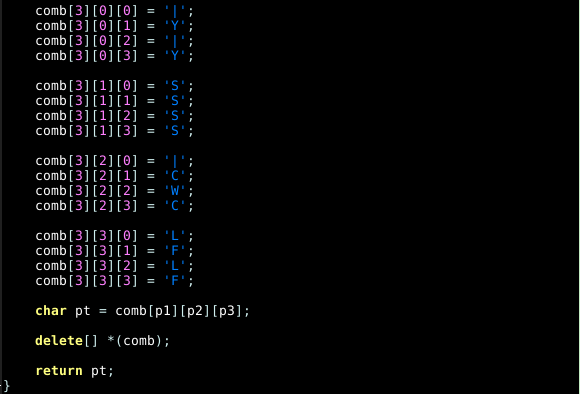 comb[3][0][0] = '|';
comb[3][0][1] = 'Y';
comb[3][0][2] = '|';
comb[3][0][3] = 'Y';
comb[3][1][0] = 'S';
comb[3][1][1] = 'S';
comb[3][1][2] = 'S';
comb[3][1][3] = 'S';
comb[3][2][0] = '|';
comb[3][2][1] = 'C';
comb[3][2][2] = 'W';
comb[3][2][3] = 'C';
comb[3][3][0] = 'L';
comb[3][3][1] = 'F';
comb[3][3][2] = 'L';
comb[3][3][3] = 'F';
char pt = comb[p1][p2][p3];
delete[] *(comb);
return pt;
}